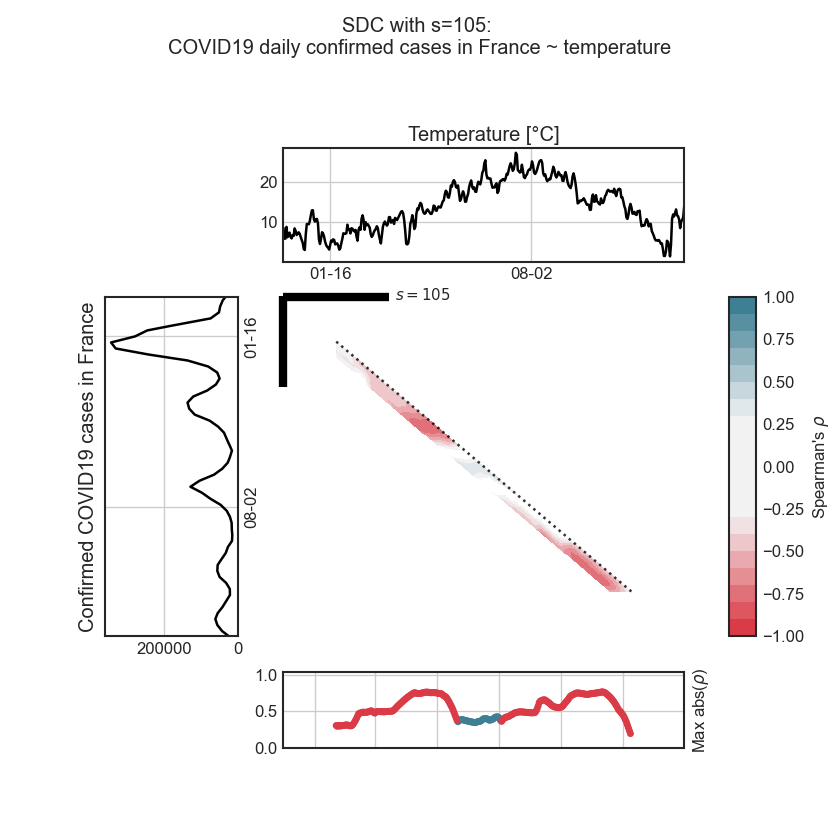 SDC with s=105:
COVID19 daily confirmed cases in France ~ temperature
Temperature [°C]
20
10
01-16
08-02
s = 105
Confirmed COVID19 cases in France
01-16
08-02
200000
0
1.00
0.75
0.50
0.25
0.00
−0.25
−0.50
−0.75
−1.00
Spearman's ρ
1.0
0.5
0.0
Max abs(ρ)